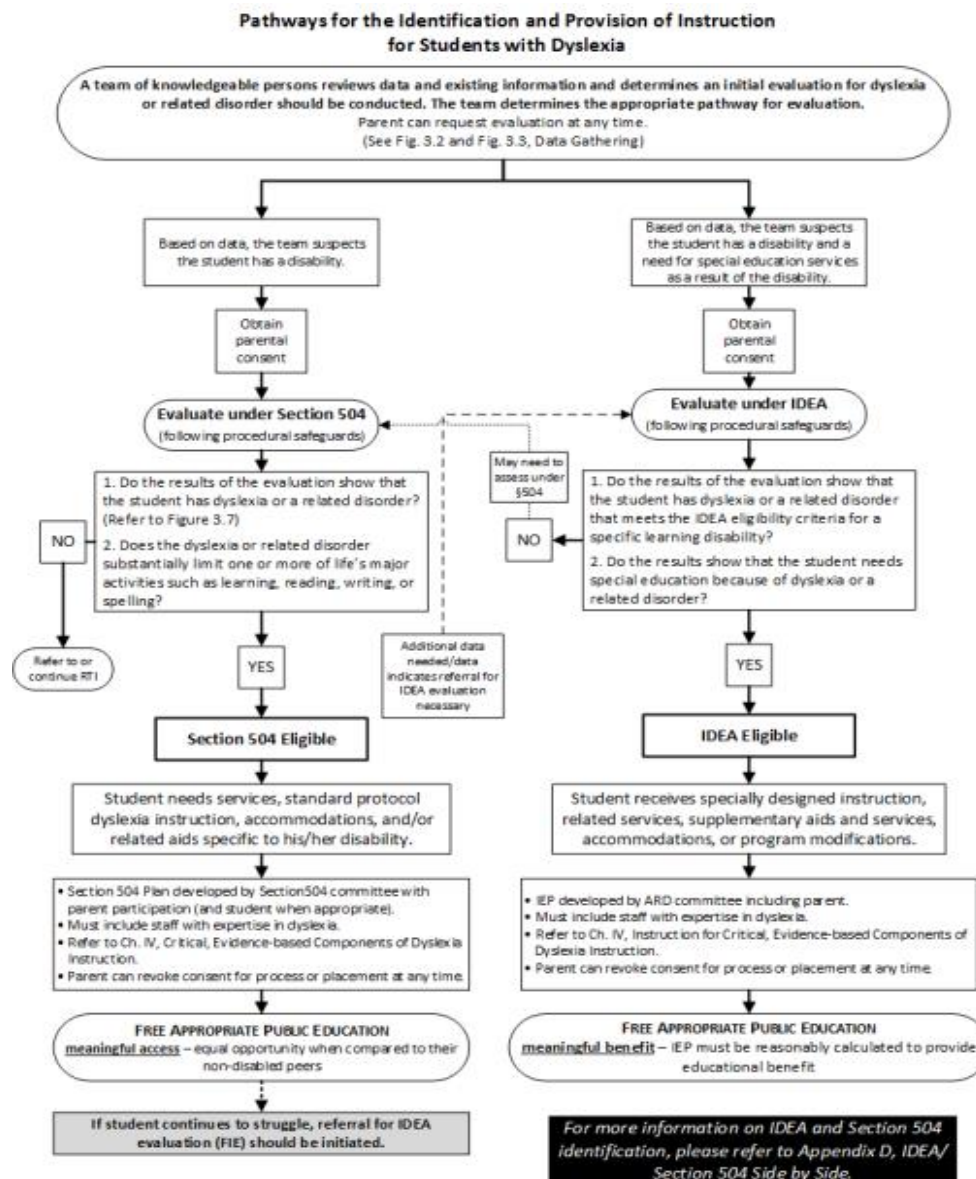 Pathways for the Identification and Provision of Instruction
for Students with Dyslexia
A team of knowledgeable persons reviews data and existing information and determines an initial evaluation for dyslexia
or related disorder should be conducted. The team determines the appropriate pathway for evaluation.
Parent can request evaluation at any time.
(See Fig. 3.2 and Fig. 3.3, Data Gathering)
Based on data, the team suspects
the student has a disability.
Obtain
parental
consent
Evaluate under Section 504
(following procedural safeguards)
1. Do the results of the evaluation show that
the student has dyslexia or a related disorder?
(Refer to Figure 3.7)
2. Does the dyslexia or related disorder
substantially limit one or more of life's major
activities such as learning, reading, writing, or
spelling?
NO
Refer to or
continue RTI
YES
Section 504 Eligible
Student needs services, standard protocol
dyslexia instruction, accommodations, and/or
related aids specific to his/her disability.
• Section 504 Plan developed by Section504 committee with
parent participation (and student when appropriate).
• Must include staff with expertise in dyslexia.
• Refer to Ch. IV, Critical, Evidence-based Components of Dyslexia
Instruction.
• Parent can revoke consent for process or placement at any time.
FREE APPROPRIATE PUBLIC EDUCATION
meaningful access – equal opportunity when compared to their
non-disabled peers
If student continues to struggle, referral for IDEA
evaluation (FIE) should be initiated.
Based on data, the team suspects
the student has a disability and a
need for special education services
as a result of the disability.
Obtain
parental
consent
Evaluate under IDEA
(following procedural safeguards)
May need to
assess under
§504
NO
1. Do the results of the evaluation show that
the student has dyslexia or a related disorder
that meets the IDEA eligibility criteria for a
specific learning disability?
2. Do the results show that the student needs
special education because of dyslexia or a
related disorder?
Additional data
needed/data
indicates referral for
IDEA evaluation
necessary
YES
IDEA Eligible
Student receives specially designed instruction,
related services, supplementary aids and services,
accommodations, or program modifications.
• IEP developed by ARD committee including parent.
• Must include staff with expertise in dyslexia.
• Refer to Ch. IV, Instruction for Critical, Evidence-based Components of
Dyslexia Instruction.
• Parent can revoke consent for process or placement at any time.
FREE APPROPRIATE PUBLIC EDUCATION
meaningful benefit – IEP must be reasonably calculated to provide
educational benefit
For more information on IDEA and Section 504
identification, please refer to Appendix D, IDEA/
Section 504 Side by Side.